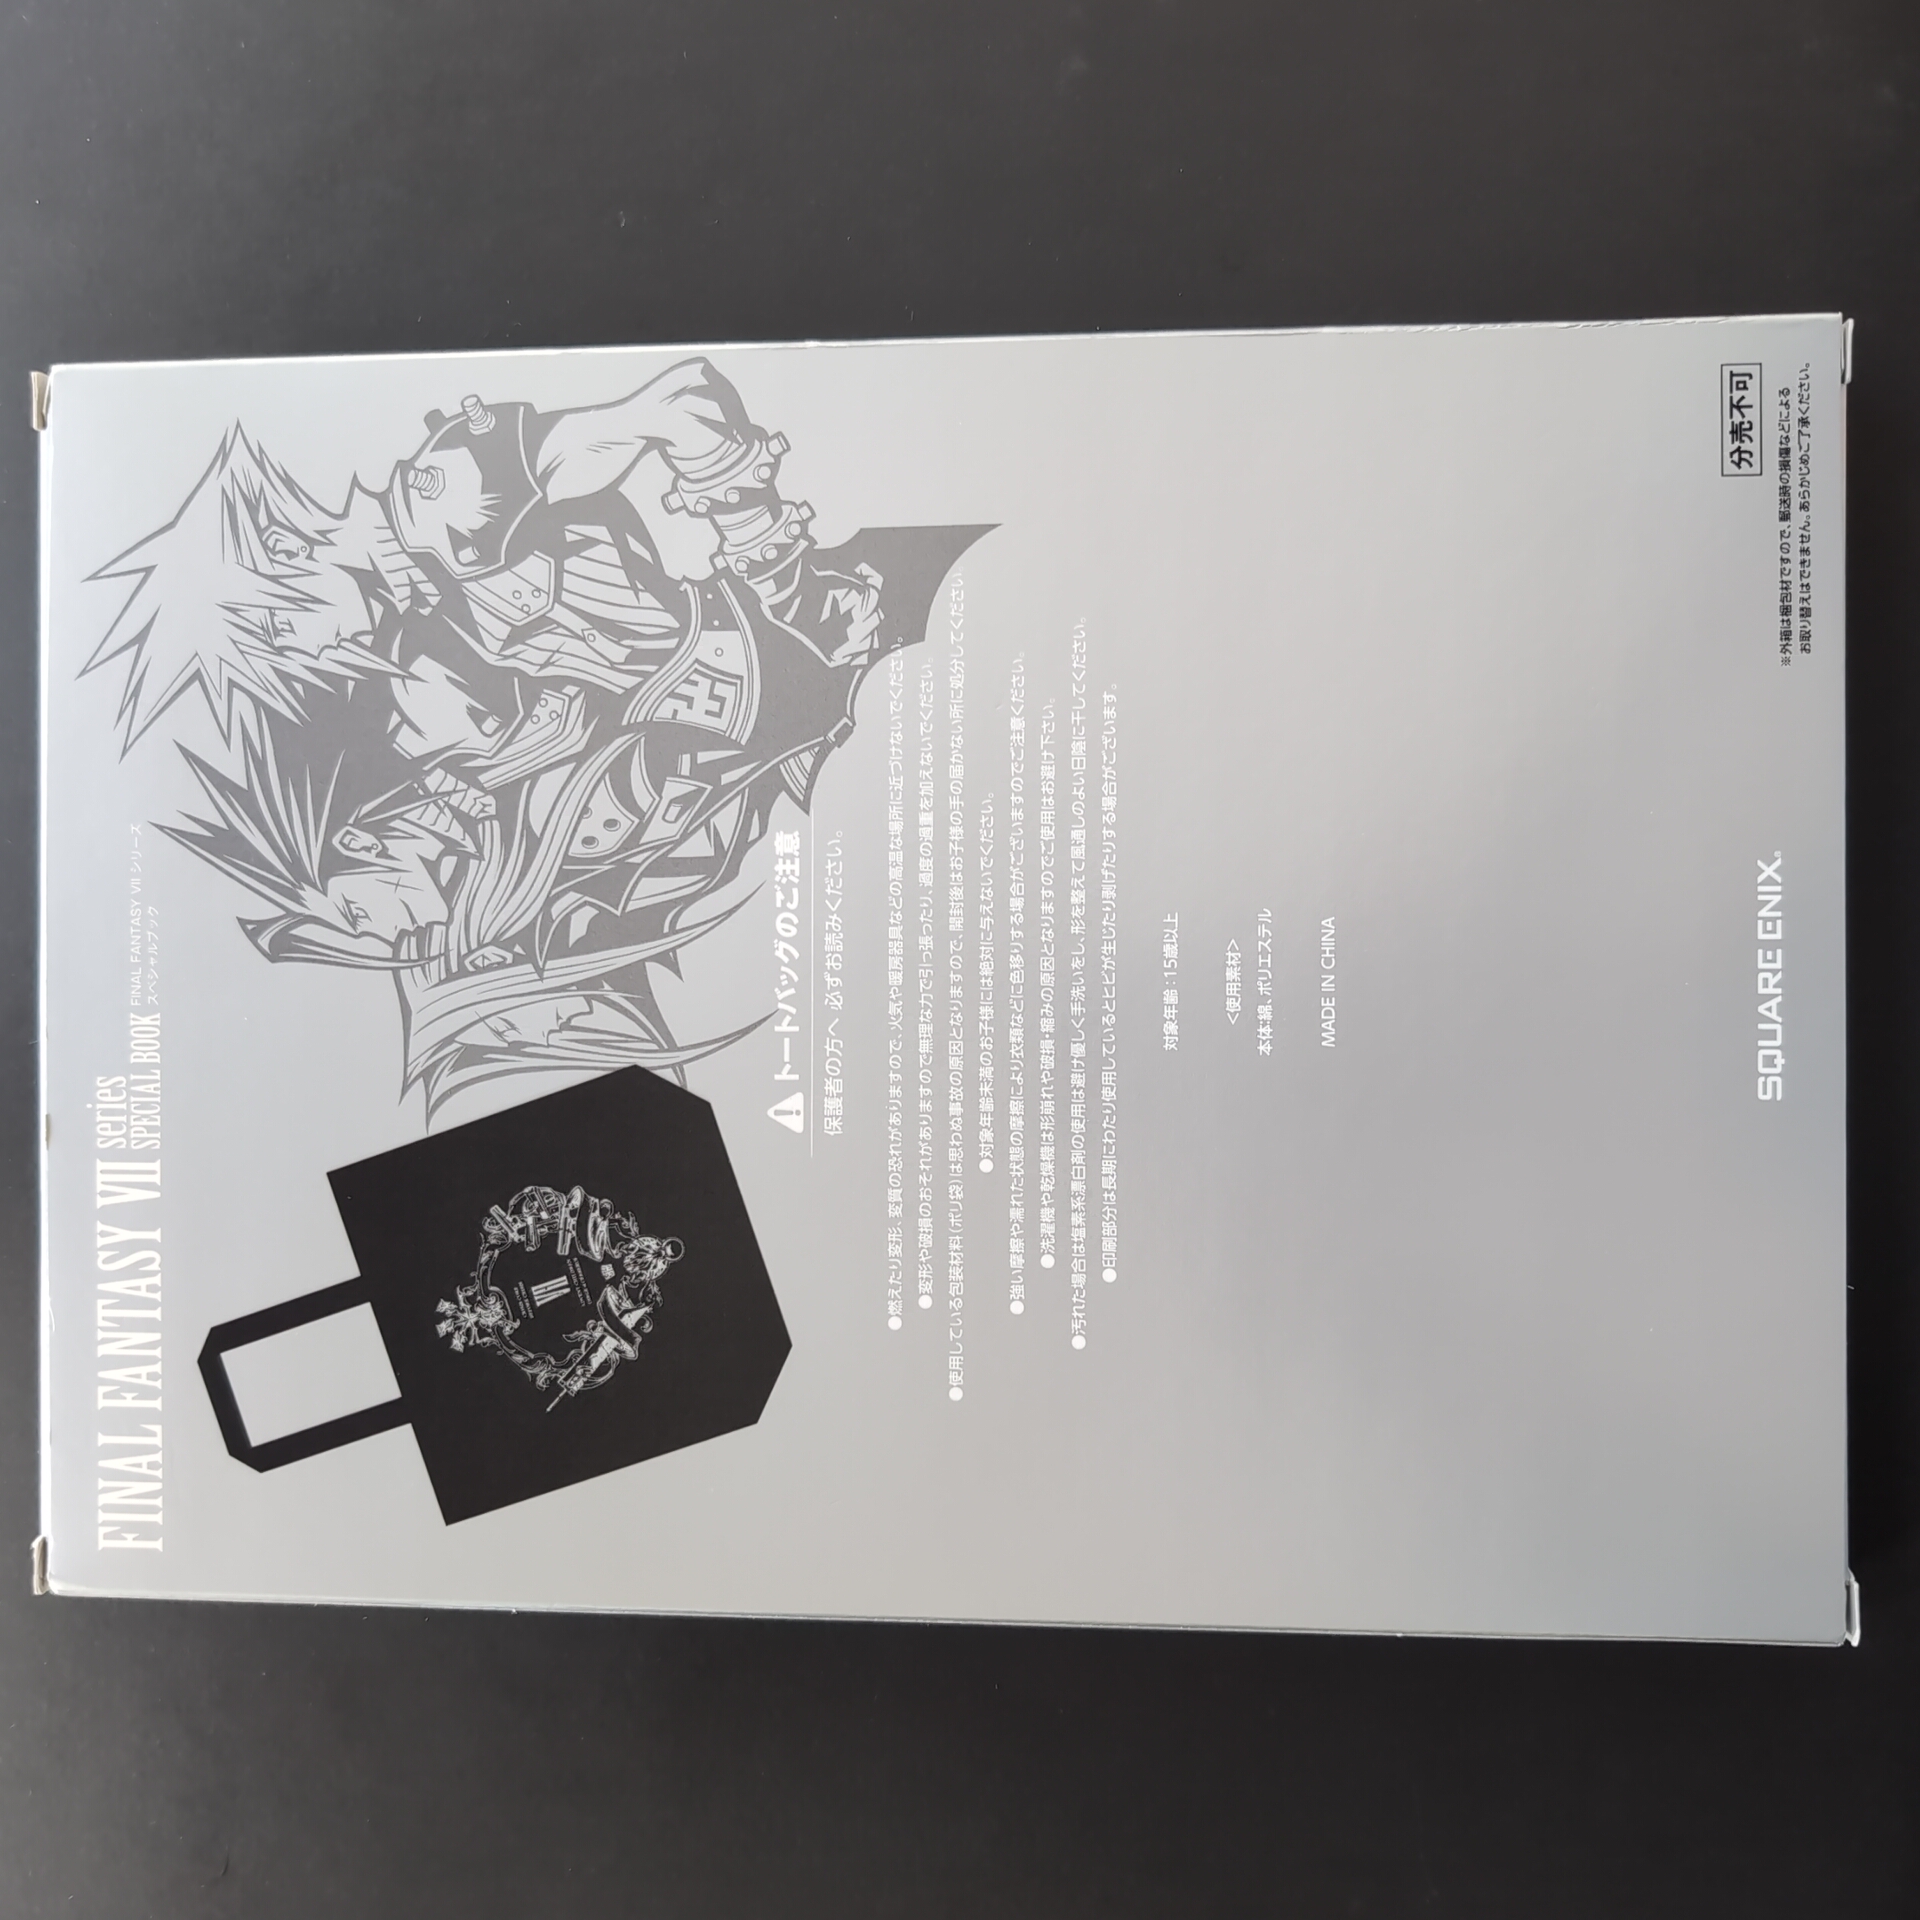 FINAL FANTASY VII series
SPECIAL BOOK
FINAL FANTASY VII シリーズ
スペシャルブック
CRISIS CORE
BEFORE CRISIS
VII
ADVENT CHILDREN
DIRGE of CERBERUS
トートバッグのご注意
保護者の方へ 必ずお読みください。
●燃えたり変形、変質の恐れがありますので、火気や暖房器具などの高温な場所に近づけないでください。
●変形や破損のおそれがありますので無理な力で引っ張ったり、過度の過重を加えないでください。
●使用している包装材料(ポリ袋)は思わぬ事故の原因となりますので、開封後はお子様の手の届かない所に処分してください。
●対象年齢未満のお子様には絶対に与えないでください。
●強い摩擦や濡れた状態の摩擦により衣類などに色移りする場合がございますのでご注意ください。
●洗濯機や乾燥機は形崩れや破損・縮みの原因となりますのでご使用はお避け下さい。
●汚れた場合は塩素系漂白剤の使用は避け優しく手洗いをし、形を整えて風通しのよい日陰に干してください。
●印刷部分は長期にわたり使用しているとヒビが生じたり剥げたりする場合がございます。
対象年齢：15歳以上
<使用素材>
本体:綿、ポリエステル
MADE IN CHINA
分売不可
SQUARE ENIX®
※外箱は梱包材ですので、郵送時の損傷などによる
お取り替えはできません。あらかじめご了承ください。